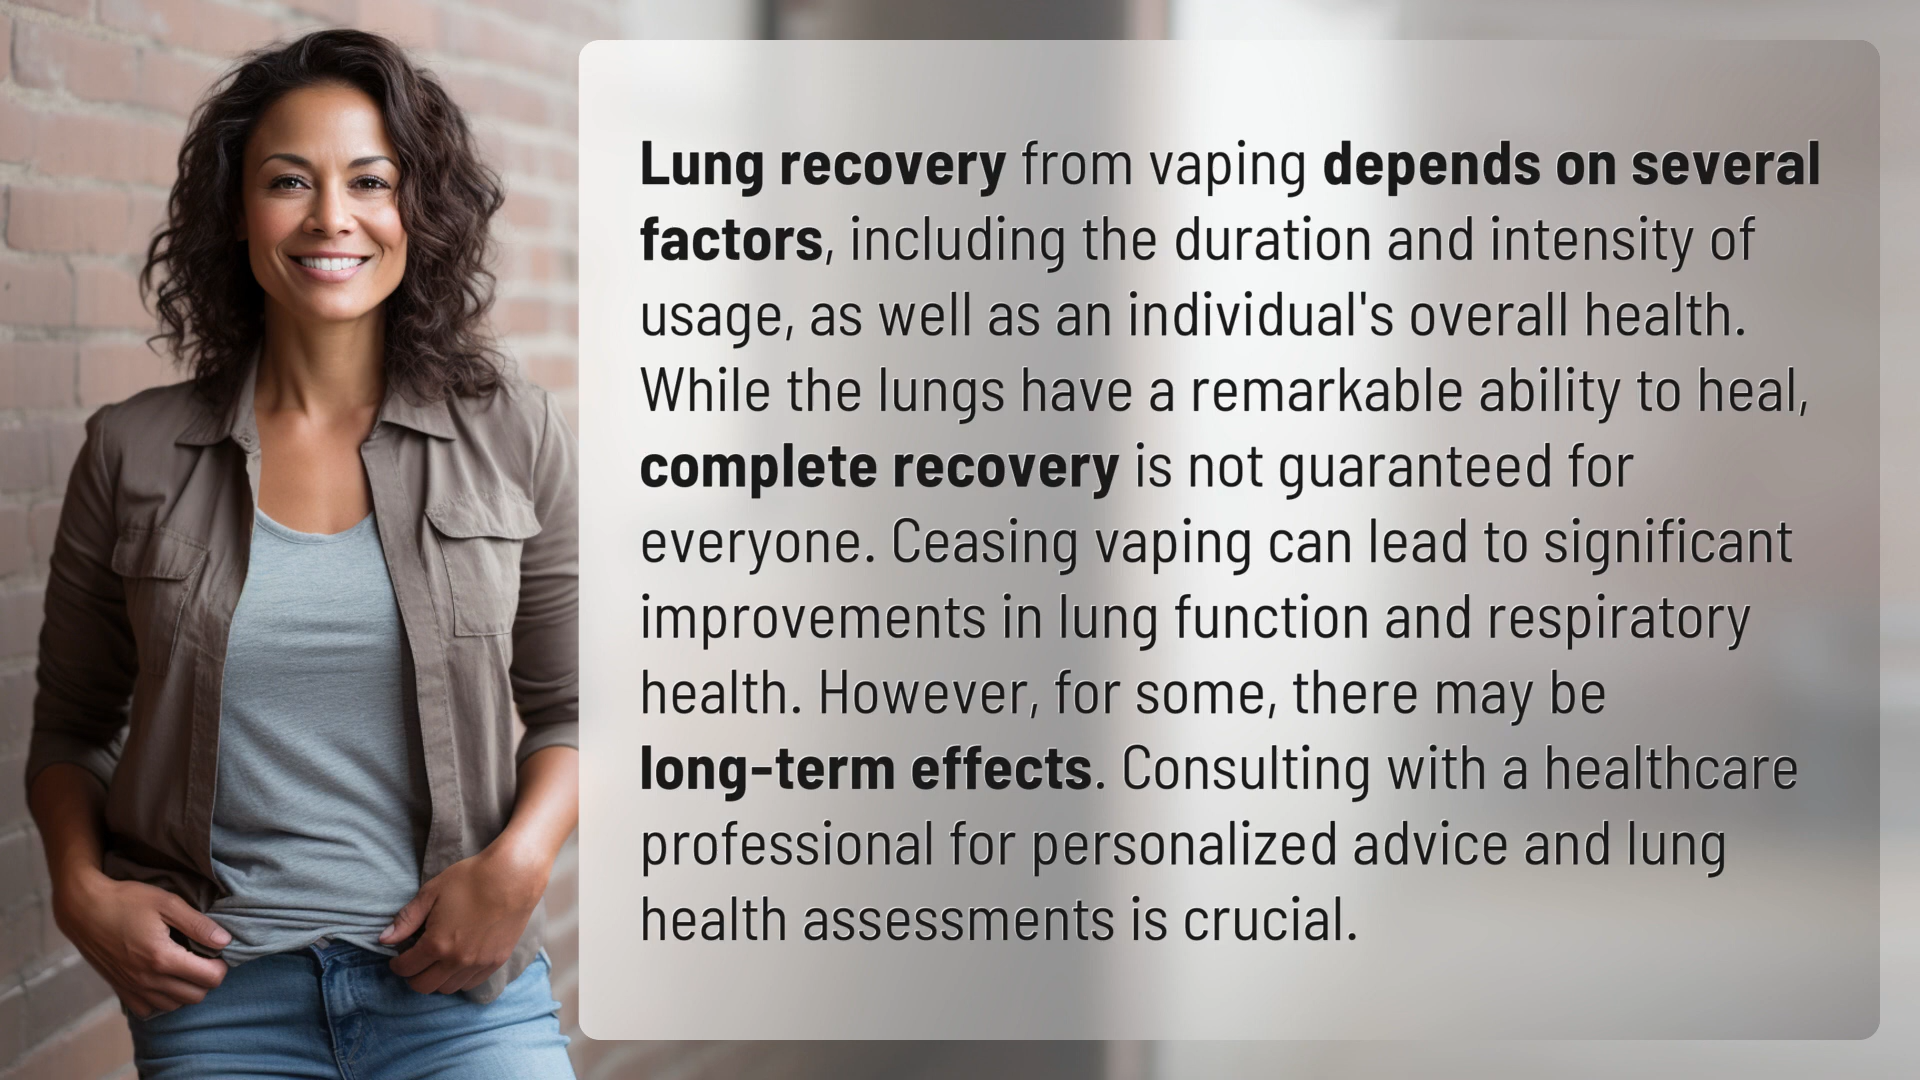 Lung recovery from vaping depends on several
factors, including the duration and intensity of
usage, as well as an individual's overall health.
While the lungs have a remarkable ability to heal,
complete recovery is not guaranteed for
everyone. Ceasing vaping can lead to significant
improvements in lung function and respiratory
health. However, for some, there may be
long-term effects. Consulting with a healthcare
professional for personalized advice and lung
health assessments is crucial.